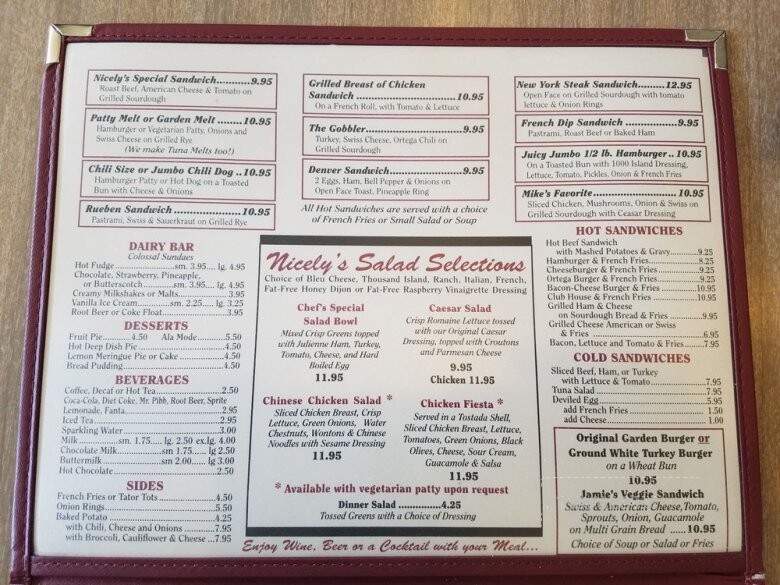 Nicely's Special Sandwich...........9.95
Roast Beef, American Cheese & Tomato on
Grilled Sourdough
Patty Melt or Garden Melt .......10.95
Hamburger or Vegetarian Patty, Onions and
Swiss Cheese on Grilled Rye
(We make Tuna Melts too!)
Chili Size or Jumbo Chili Dog ..10.95
Hamburger Patty or Hot Dog on a Toasted
Bun with Cheese & Onions
Rueben Sandwich ....................10.95
Pastrami, Swiss & Sauerkraut on Grilled Rye
Grilled Breast of Chicken
Sandwich ..............................10.95
On a French Roll, with Tomato & Lettuce
The Gobbler............................9.95
Turkey, Swiss Cheese, Ortega Chili on
Grilled Sourdough
Denver Sandwich.....................9.95
2 Eggs, Ham, Bell Pepper & Onions on
Open Face Toast, Pineapple Ring
All Hot Sandwiches are served with a choice
of French Fries or Small Salad or Soup
New York Steak Sandwich........12.95
Open Face on Grilled Sourdough with tomato
lettuce & Onion Rings
French Dip Sandwich ...............9.95
Pastrami, Roast Beef or Baked Ham
Juicy Jumbo 1/2 lb. Hamburger..10.95
On a Toasted Bun with 1000 Island Dressing,
Lettuce, Tomato, Pickles, Onion & French Fries
Mike's Favorite.......................10.95
Sliced Chicken, Mushrooms, Onion & Swiss on
Grilled Sourdough with Ceasar Dressing
DAIRY BAR
Colossal Sundaes
Hot Fudge...................sm. 3.95.... lg. 4.95
Chocolate, Strawberry, Pineapple,
or Butterscotch............sm. 3.95.... lg. 4.95
Creamy Milkshakes or Malts....................3.95
Vanilla Ice Cream..........sm. 2.25.... lg. 3.25
Root Beer or Coke Float.........................3.95
DESSERTS
Fruit Pie.........4.50 Ala Mode............5.50
Hot Deep Dish Pie ...............................4.50
Lemon Meringue Pie or Cake ................4.50
Bread Pudding....................................4.50
BEVERAGES
Coffee, Decaf or Hot Tea.......................2.50
Coca-Cola, Diet Coke, Mr. Pibb, Root Beer, Sprite
Lemonade, Fanta.................................2.95
Iced Tea............................................2.95
Sparkling Water .................................3.00
Milk.............sm. 1.75...... lg. 2.50 ex.lg. 4.00
Chocolate Milk...............sm 1.75...... lg 2.50
Buttermilk ....................sm 2.00...... lg 3.00
Hot Chocolate....................................2.50
SIDES
French Fries or Tator Tots ....................4.50
Onion Rings.......................................5.50
Baked Potato .....................................4.25
with Chili, Cheese and Onions .............7.95
with Broccoli, Cauliflower & Cheese ...7.95
Nicely's Salad Selections
Choice of Bleu Cheese, Thousand Island, Ranch, Italian, French,
Fat-Free Honey Dijon or Fat-Free Raspberry Vinaigrette Dressing
Chef's Special
Salad Bowl
Mixed Crisp Greens topped
with Julienne Ham, Turkey,
Tomato, Cheese, and Hard
Boiled Egg
11.95
Caesar Salad
Crisp Romaine Lettuce tossed
with our Original Caesar
Dressing, topped with Croutons
and Parmesan Cheese
9.95
Chicken 11.95
Chinese Chicken Salad *
Sliced Chicken Breast, Crisp
Lettuce, Green Onions, Water
Chestnuts, Wontons & Chinese
Noodles with Sesame Dressing
11.95
Chicken Fiesta *
Served in a Tostada Shell,
Sliced Chicken Breast, Lettuce,
Tomatoes, Green Onions, Black
Olives, Cheese, Sour Cream,
Guacamole & Salsa
11.95
* Available with vegetarian patty upon request
Dinner Salad ...............4.25
Tossed Greens with a Choice of Dressing
Enjoy Wine, Beer or a Cocktail with your Meal...
HOT SANDWICHES
Hot Beef Sandwich
with Mashed Potatoes & Gravy..........9.25
Hamburger & French Fries....................8.25
Cheeseburger & French Fries................9.25
Ortega Burger & French Fries...............9.25
Bacon-Cheese Burger & Fries .............10.95
Club House & French Fries .................10.95
Grilled Ham & Cheese
on Sourdough Bread & Fries..............9.95
Grilled Cheese American or Swiss
& Fries ........................................6.95
Bacon, Lettuce and Tomato & Fries.......7.95
COLD SANDWICHES
Sliced Beef, Ham, or Turkey
with Lettuce & Tomato.....................7.95
Tuna Salad ........................................7.95
Deviled Egg........................................5.95
add French Fries .............................1.50
add Cheese ....................................1.00
Original Garden Burger or
Ground White Turkey Burger
on a Wheat Bun
10.95
Jamie's Veggie Sandwich
Swiss & American Cheese,Tomato,
Sprouts, Onion, Guacamole
on Multi Grain Bread ......10.95
Choice of Soup or Salad or Fries